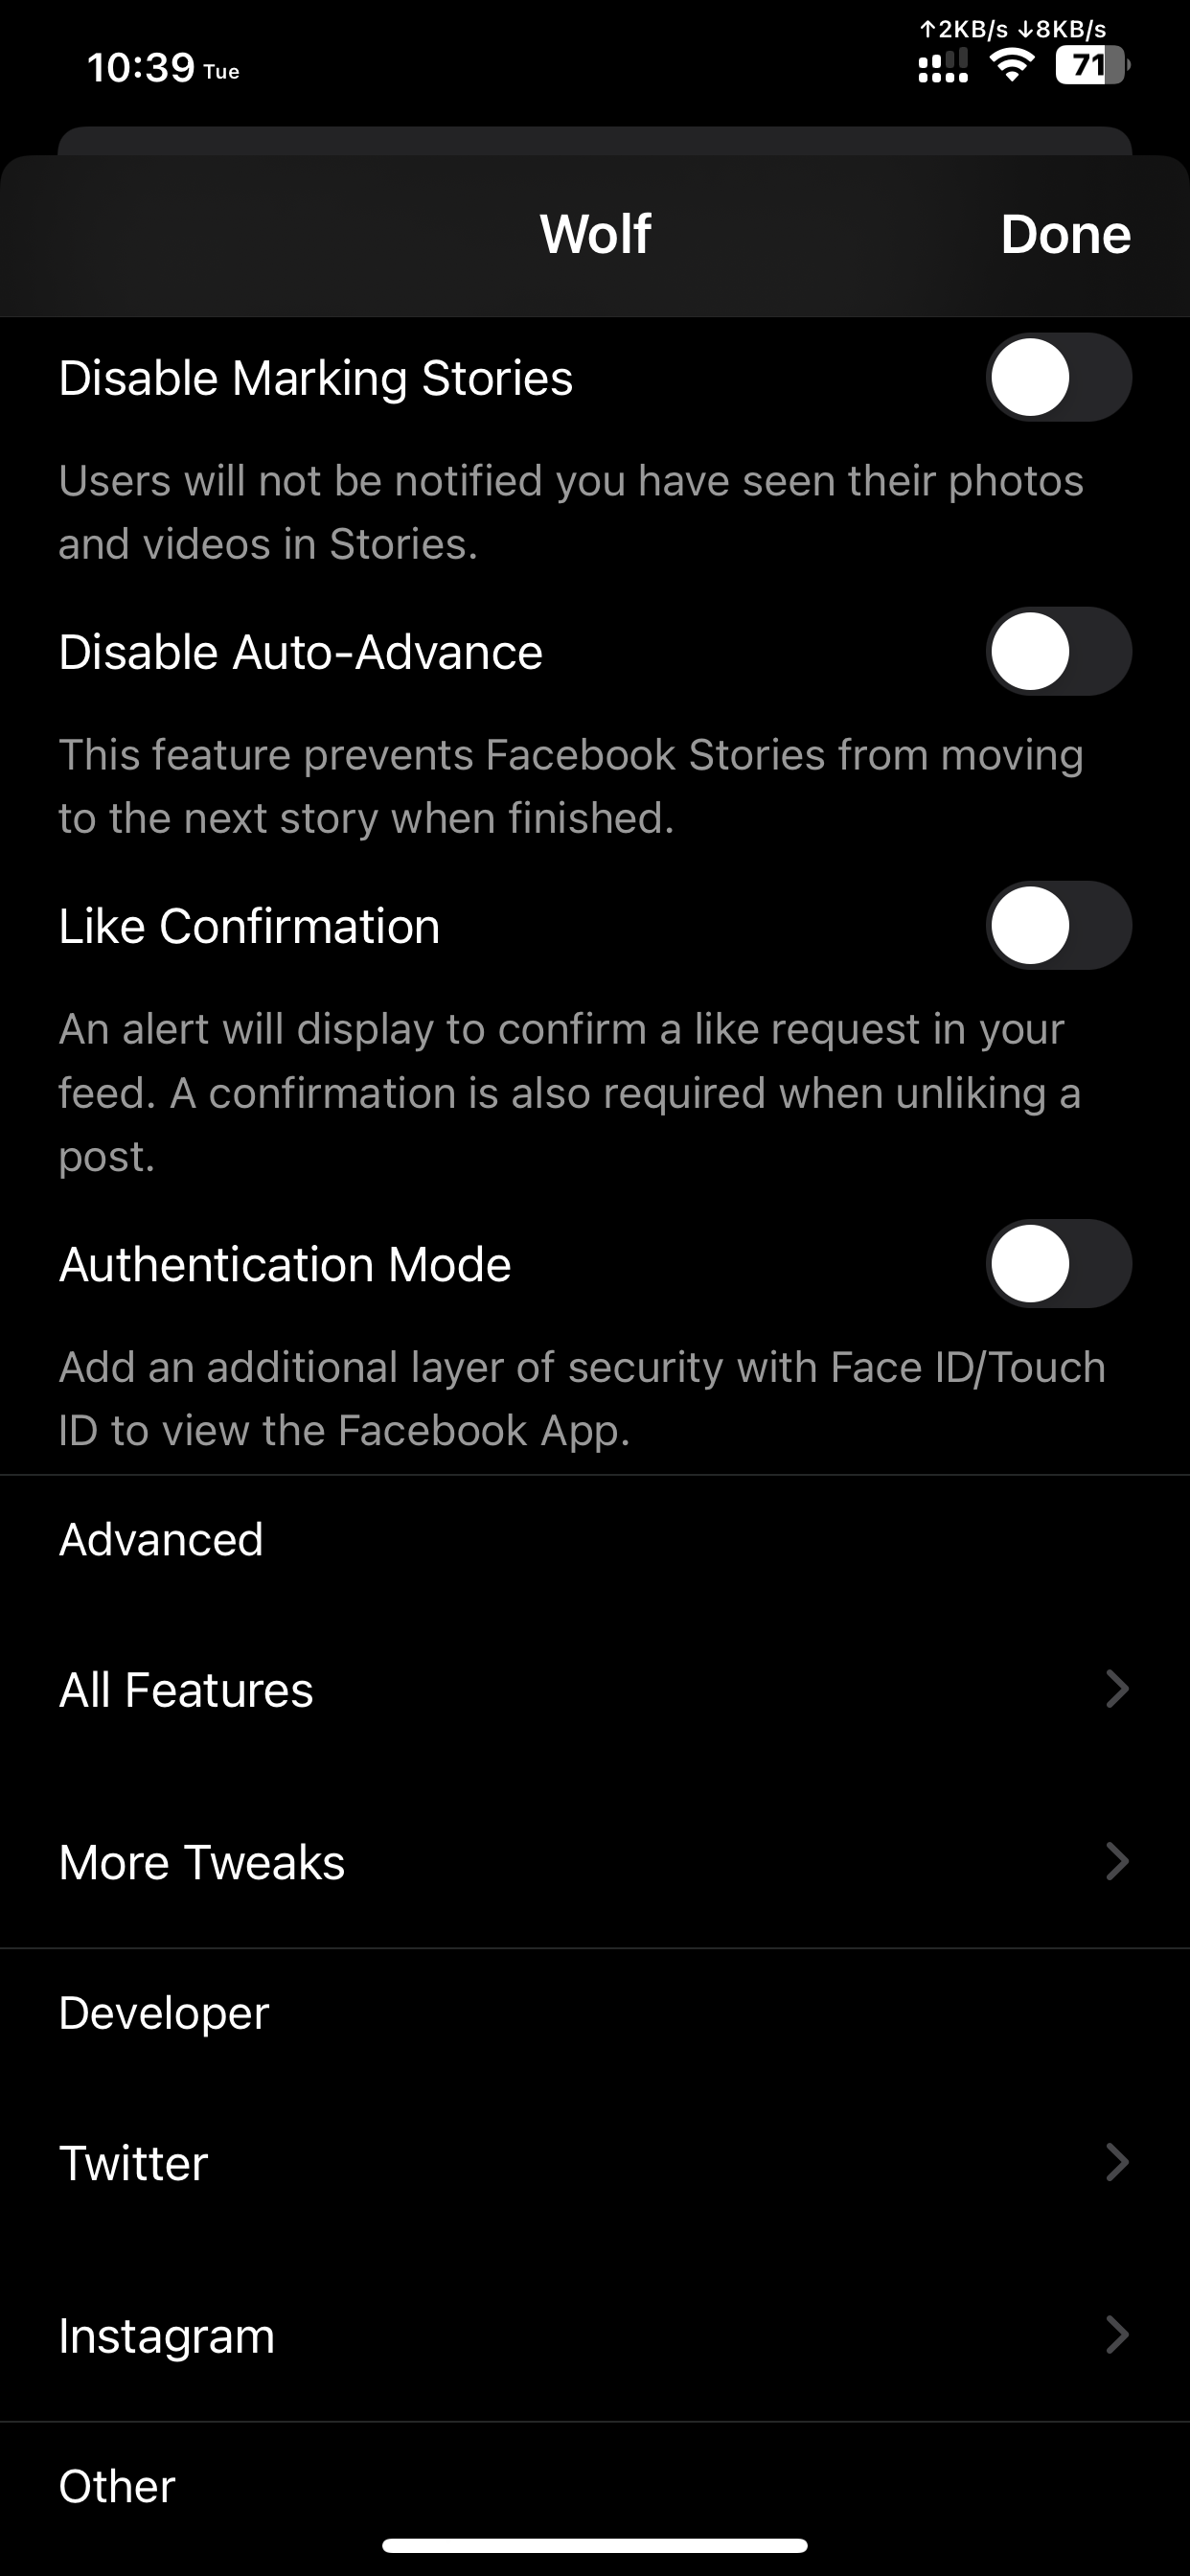 ↑2KB/s ↓8KB/s
10:39 Tue
71
Wolf
Done
Disable Marking Stories
Users will not be notified you have seen their photos
and videos in Stories.
Disable Auto-Advance
This feature prevents Facebook Stories from moving
to the next story when finished.
Like Confirmation
An alert will display to confirm a like request in your
feed. A confirmation is also required when unliking a
post.
Authentication Mode
Add an additional layer of security with Face ID/Touch
ID to view the Facebook App.
Advanced
All Features
More Tweaks
Developer
Twitter
Instagram
Other